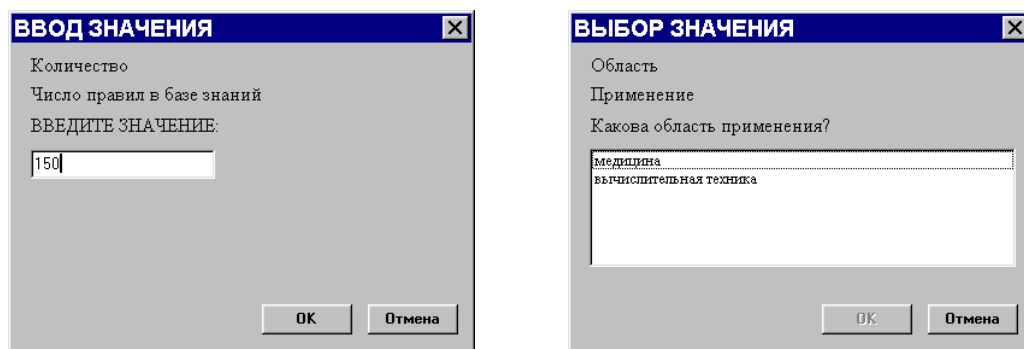 ВВОД ЗНАЧЕНИЯ
Количество
Число правил в базе знаний
ВВЕДИТЕ ЗНАЧЕНИЕ:
150
OK
Отмена
ВЫБОР ЗНАЧЕНИЯ
Область
Применение
Какова область применения?
медицина
вычислительная техника
OK
Отмена